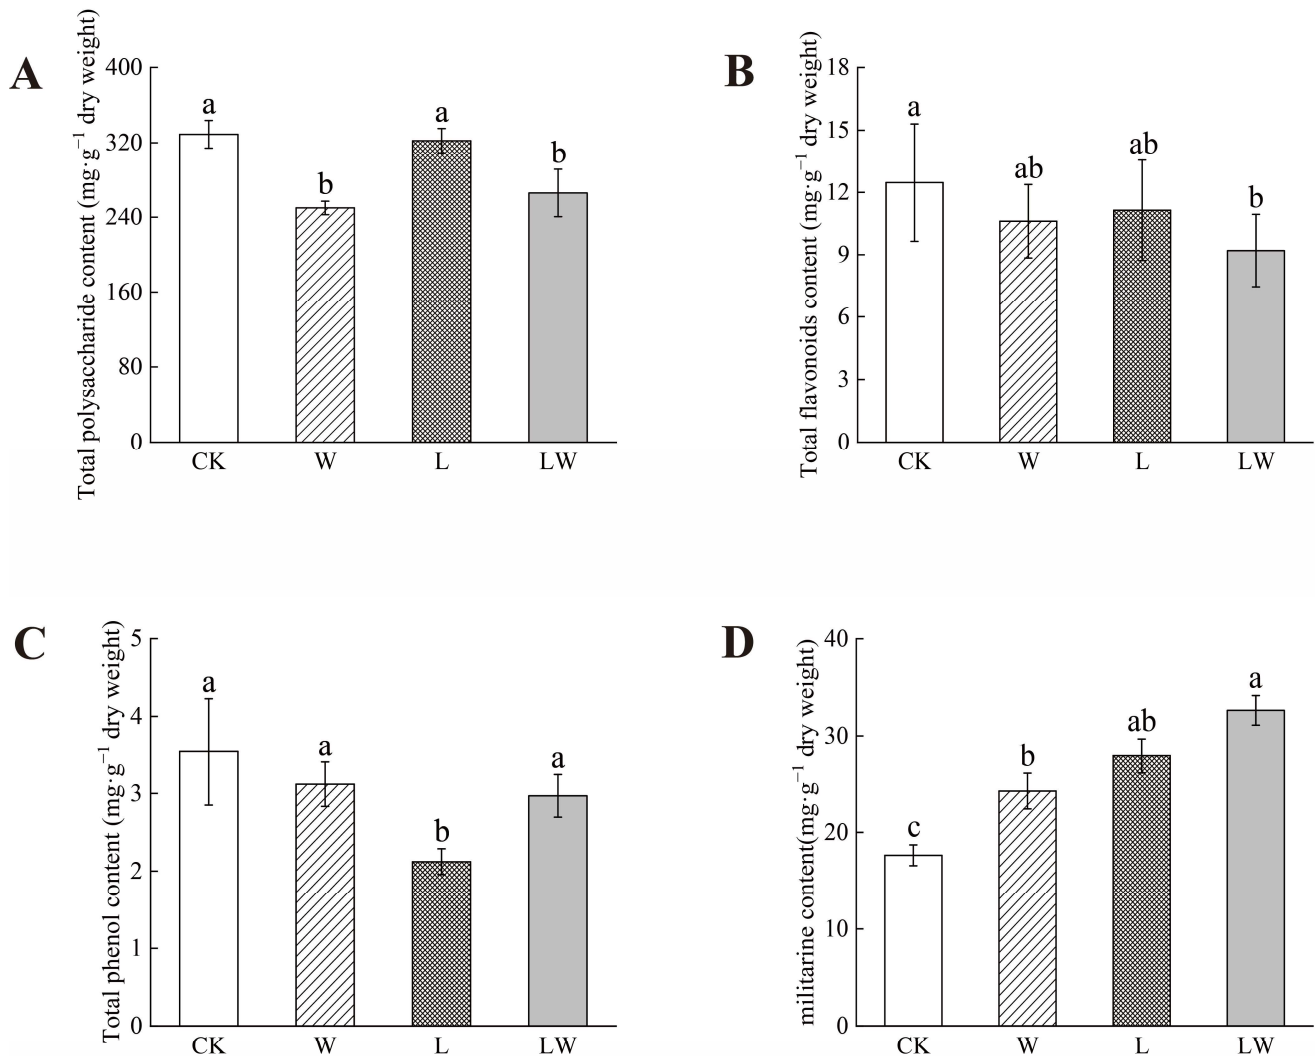 A
Total polysaccharide content (mg·g⁻¹ dry weight)
400
320
240
160
80
0
a
b
a
b
CK W L LW
B
Total flavonoids content (mg·g⁻¹ dry weight)
18
15
12
9
6
3
0
a
ab
ab
b
CK W L LW
C
Total phenol content (mg·g⁻¹ dry weight)
5
4
3
2
1
0
a
a
b
a
CK W L LW
D
militarine content(mg·g⁻¹ dry weight)
40
30
20
10
0
c
b
ab
a
CK W L LW